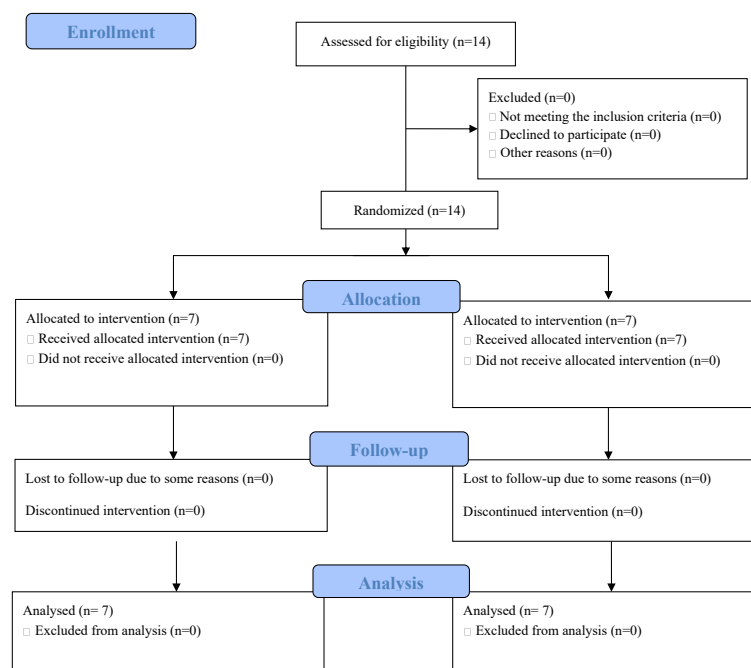 Enrollment
Assessed for eligibility (n=14)
Excluded (n=0)
□ Not meeting the inclusion criteria (n=0)
□ Declined to participate (n=0)
□ Other reasons (n=0)
Randomized (n=14)
Allocation
Allocated to intervention (n=7)
□ Received allocated intervention (n=7)
□ Did not receive allocated intervention (n=0)
Allocated to intervention (n=7)
□ Received allocated intervention (n=7)
□ Did not receive allocated intervention (n=0)
Follow-up
Lost to follow-up due to some reasons (n=0)
Discontinued intervention (n=0)
Lost to follow-up due to some reasons (n=0)
Discontinued intervention (n=0)
Analysis
Analysed (n= 7)
□ Excluded from analysis (n=0)
Analysed (n= 7)
□ Excluded from analysis (n=0)